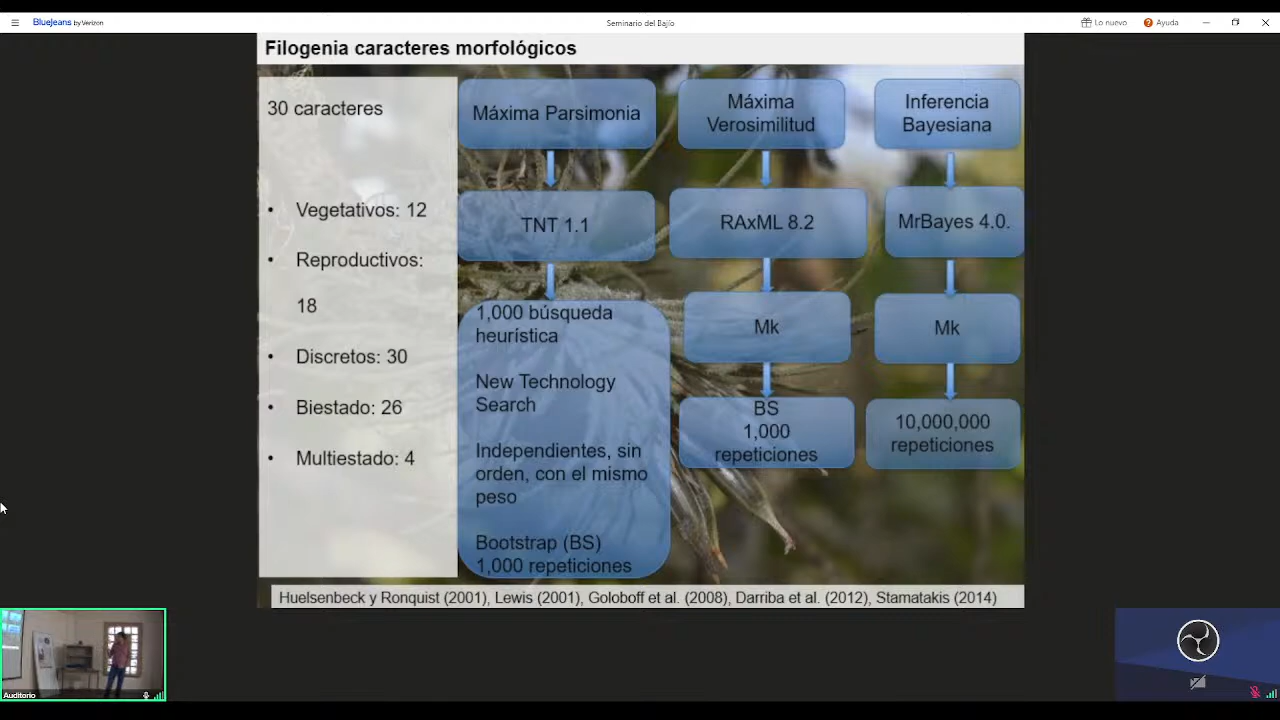 BlueJeans by Verizon
Seminario del Bajío
Lo nuevo
Ayuda
Filogenia caracteres morfológicos
30 caracteres
• Vegetativos: 12
• Reproductivos:
18
• Discretos: 30
• Biestado: 26
• Multiestado: 4
Máxima Parsimonia
TNT 1.1
1,000 búsqueda
heurística
New Technology
Search
Independientes, sin
orden, con el mismo
peso
Bootstrap (BS)
1,000 repeticiones
Máxima
Verosimilitud
RAxML 8.2
Mk
BS
1,000
repeticiones
Inferencia
Bayesiana
MrBayes 4.0.
Mk
10,000,000
repeticiones
Huelsenbeck y Ronquist (2001), Lewis (2001), Goloboff et al. (2008), Darriba et al. (2012), Stamatakis (2014)
Auditorio